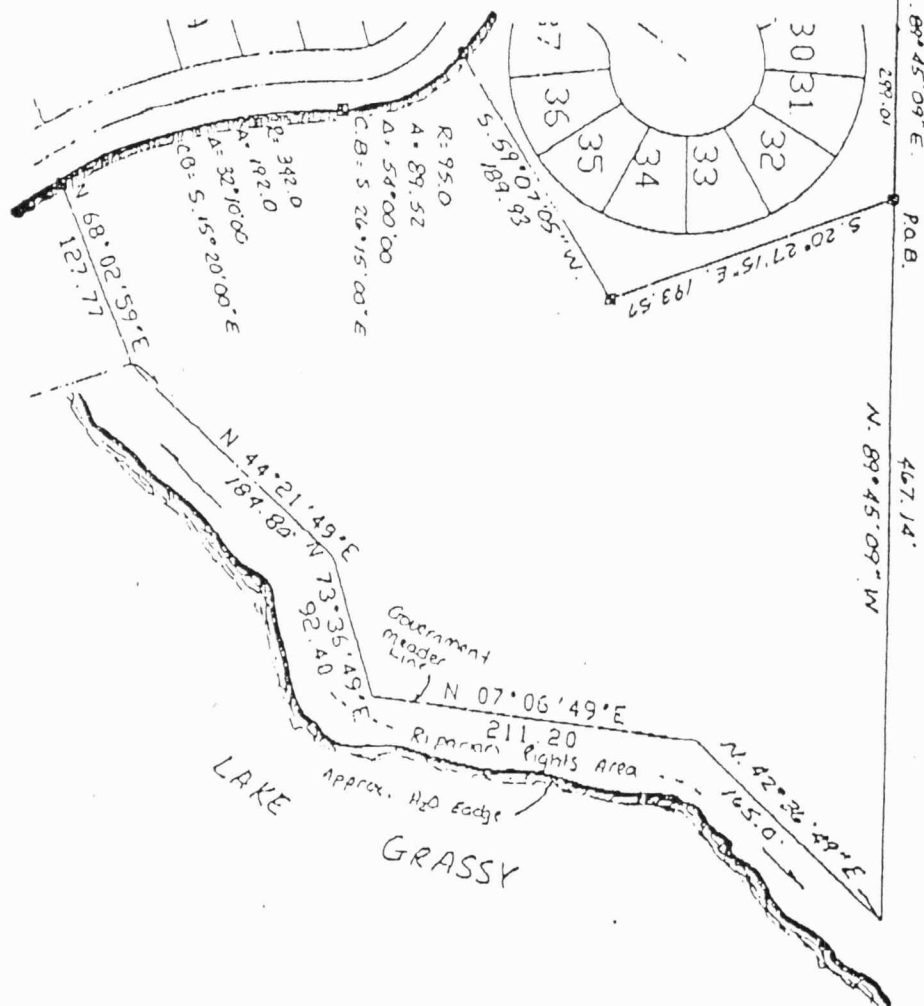 . 89°45'09" E.
299.01
P.O.B.
467.14'
N. 89°45'09" W
30
31
32
33
34
35
36
37
S. 20°27'15" E. 193.57
S. 59°07'05" W.
189.93
R= 95.0
A= 89.52
Δ= 54°00'00
C.B= S 26°15'00" E
R= 342.0
A= 192.0
Δ= 32°10'00
CB= S. 15°20'00" E
N 68°02'59" E
127.77
N 44°21'49" E
184.80'
N 73°35'49" E
92.40
Government
Meader
Line
N 07°06'49" E
211.20
Riparian Rights Area
Approx. H2O Eadge
N. 42°36'49" E
165.0'
LAKE
GRASSY